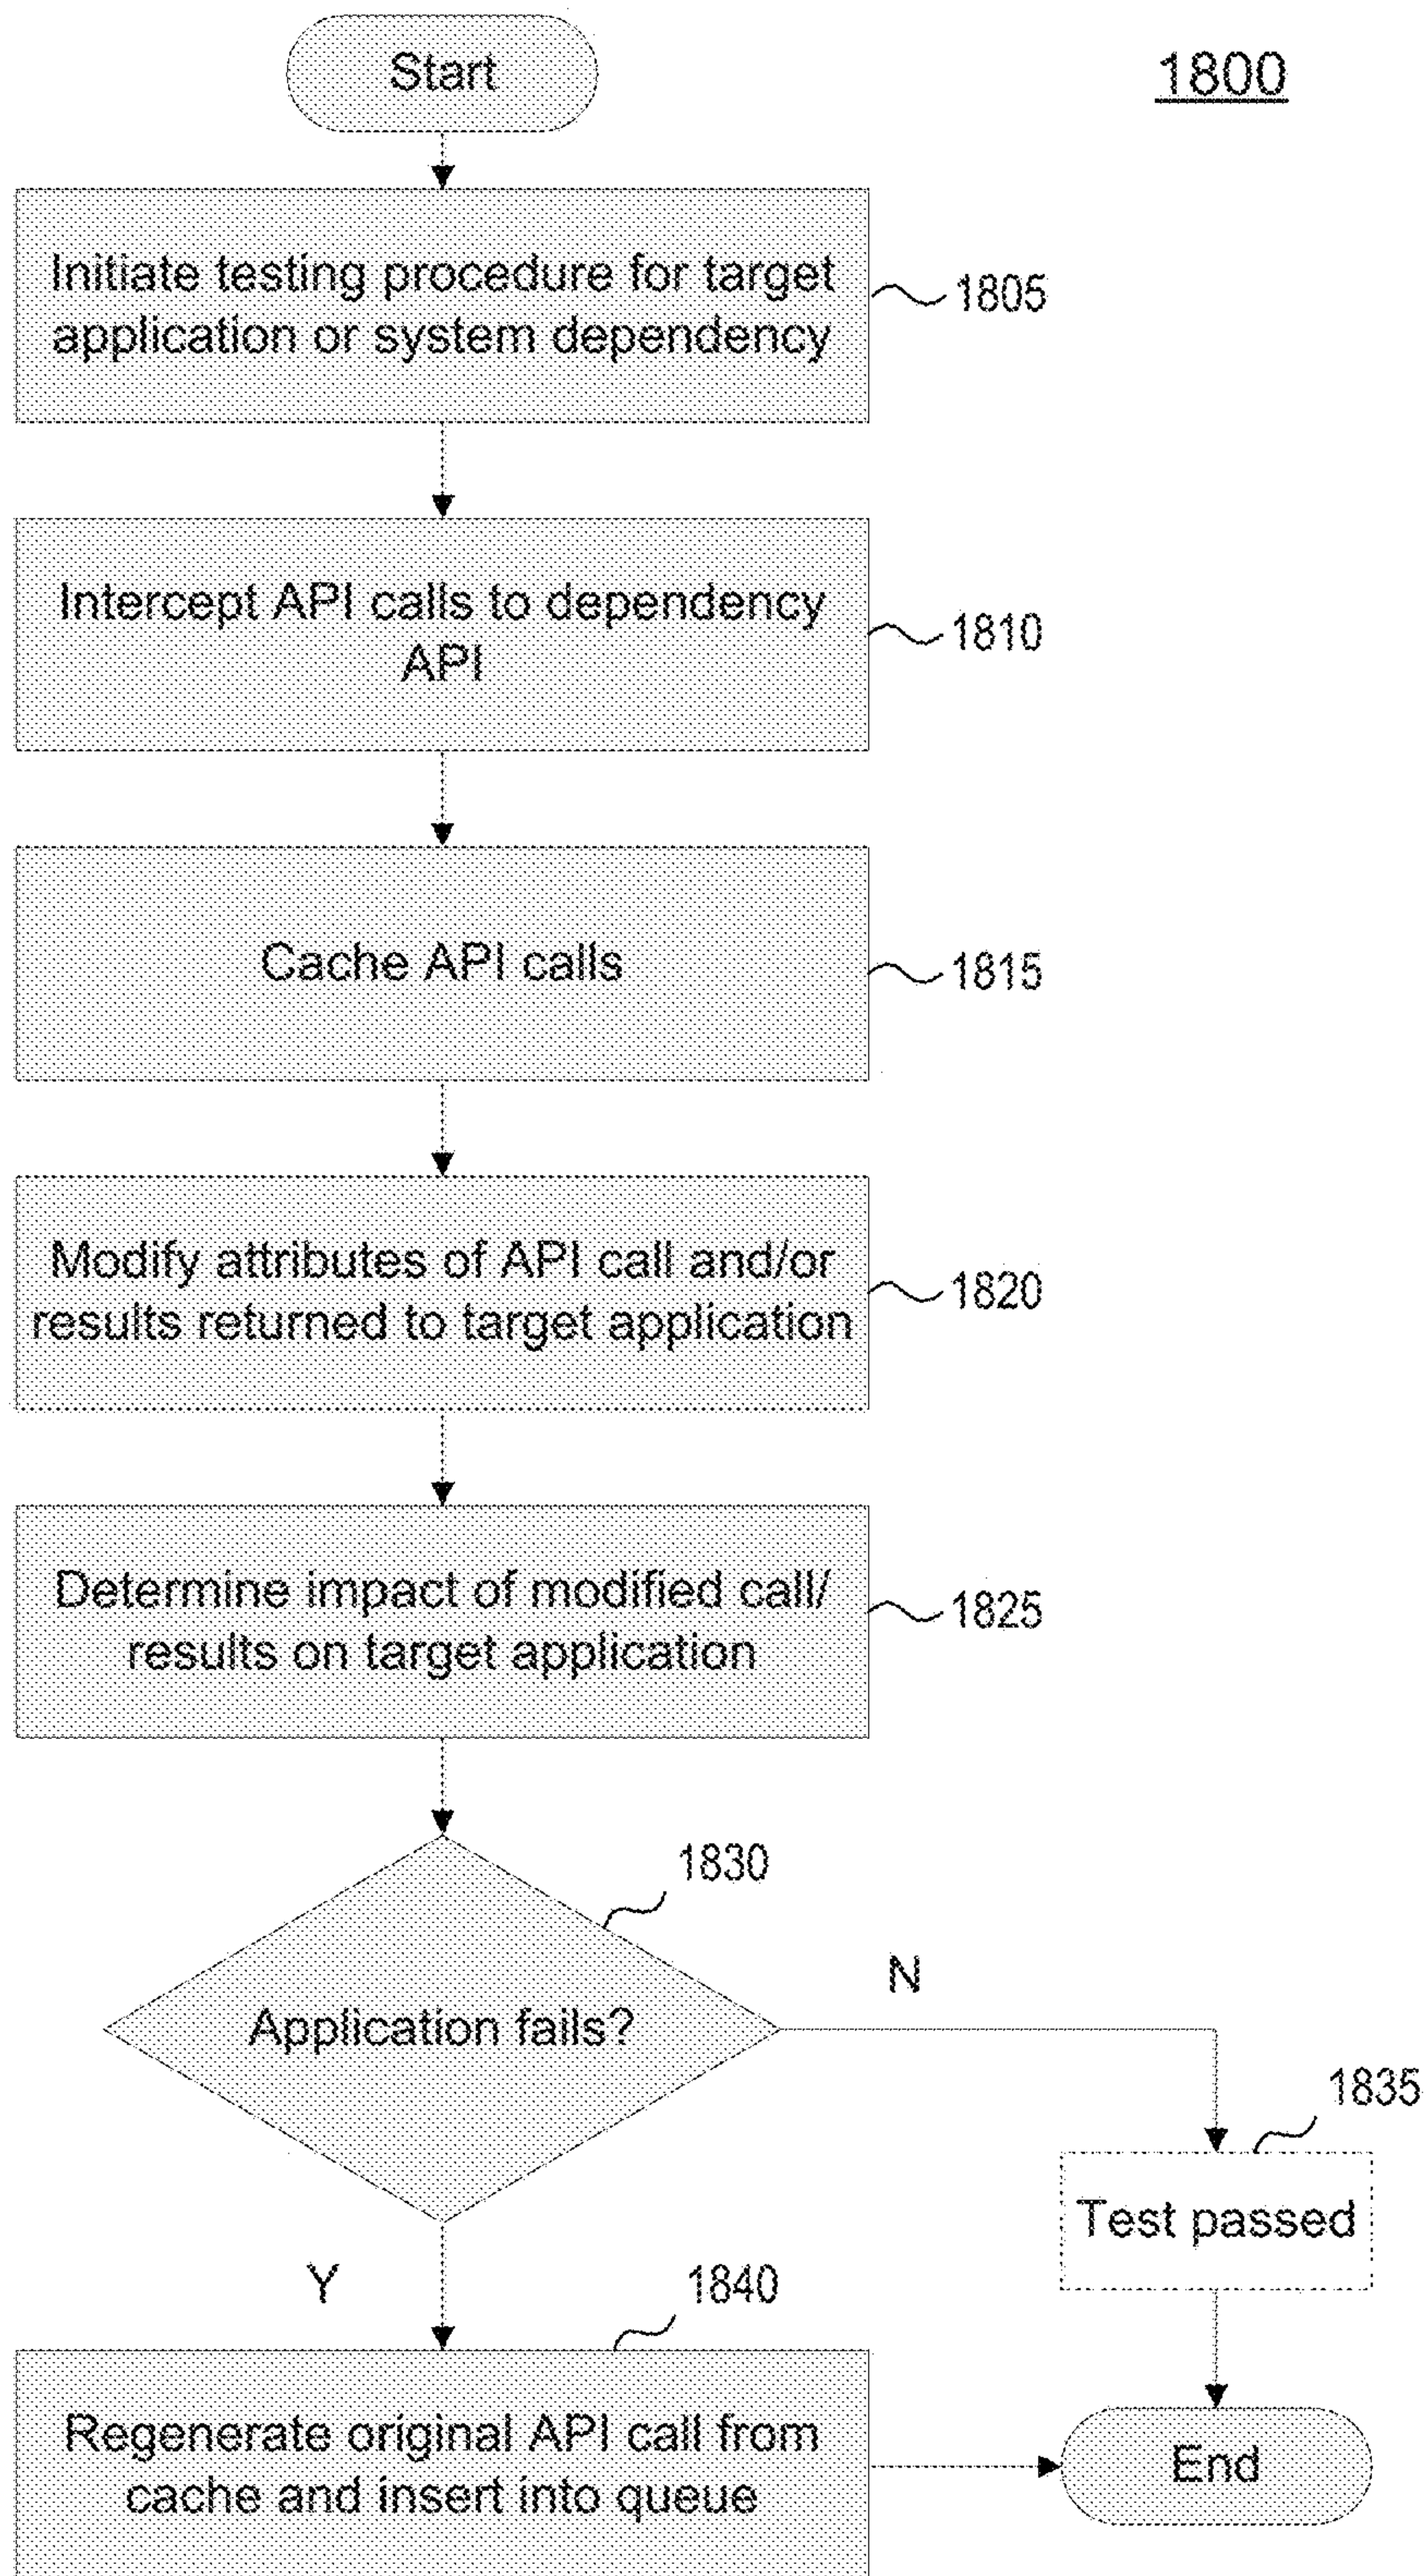 Start
1800
Initiate testing procedure for target
application or system dependency
1805
Intercept API calls to dependency
API
1810
Cache API calls
1815
Modify attributes of API call and/or
results returned to target application
1820
Determine impact of modified call/
results on target application
1825
1830
Application fails?
N
1835
Test passed
Y
1840
Regenerate original API call from
cache and insert into queue
End